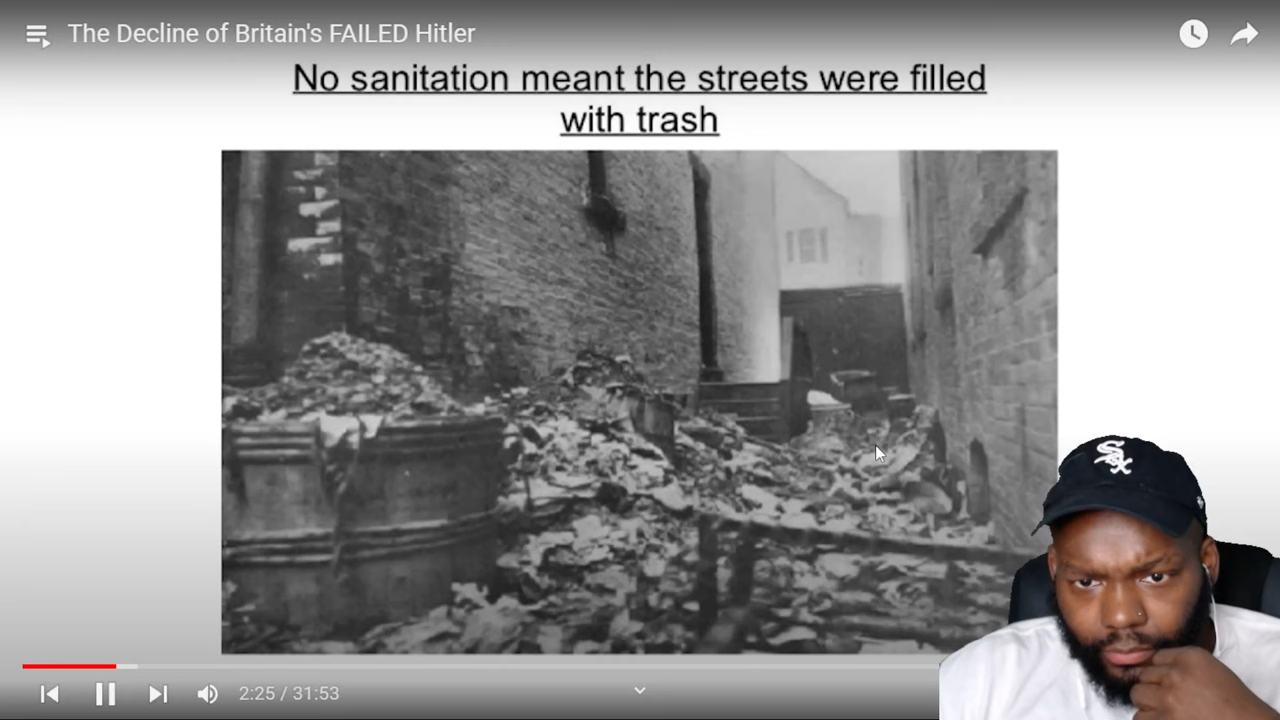 The Decline of Britain's FAILED Hitler
No sanitation meant the streets were filled
with trash
2:25 / 31:53
Sox